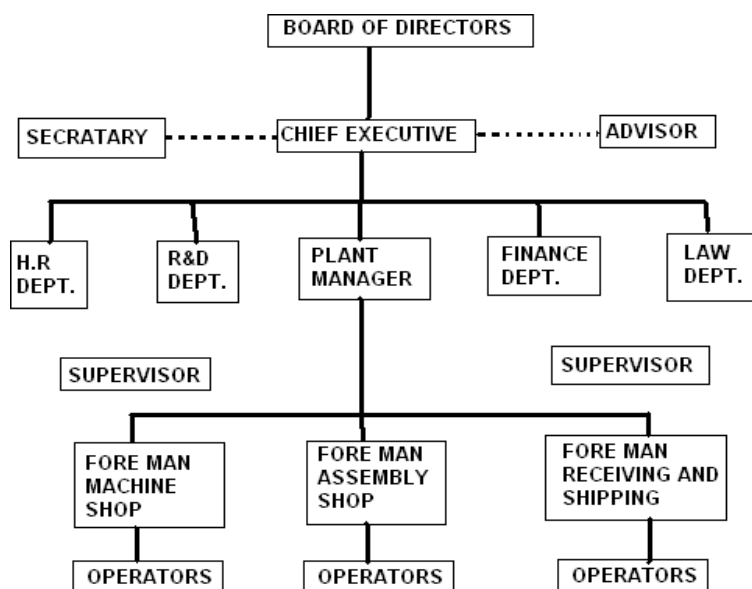 BOARD OF DIRECTORS
SECRATARY
CHIEF EXECUTIVE
ADVISOR
H.R
DEPT.
R&D
DEPT.
PLANT
MANAGER
FINANCE
DEPT.
LAW
DEPT.
SUPERVISOR
SUPERVISOR
FORE MAN
MACHINE
SHOP
FORE MAN
ASSEMBLY
SHOP
FORE MAN
RECEIVING AND
SHIPPING
OPERATORS
OPERATORS
OPERATORS